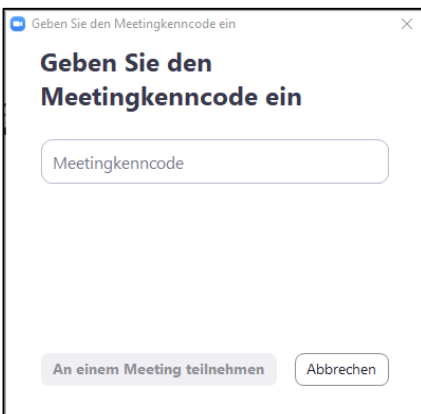 Geben Sie den Meetingkenncode ein
Geben Sie den
Meetingkenncode ein
Meetingkenncode
An einem Meeting teilnehmen
Abbrechen